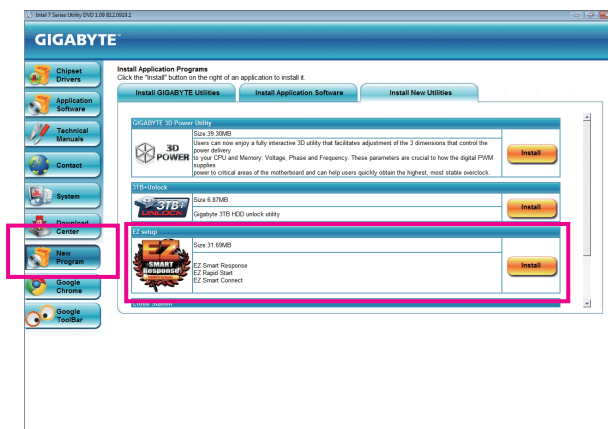 Intel 7 Series Utility DVD 1.09 B12.0919.1
GIGABYTE™
Chipset
Drivers
Application
Software
Technical
Manuals
Contact
System
Download
Center
New
Program
Google
Chrome
Google
ToolBar
Install Application Programs
Click the "Install" button on the right of an application to install it.
Install GIGABYTE Utilities
Install Application Software
Install New Utilities
GIGABYTE 3D Power Utility
3D
POWER
Size:39.30MB
Users can now enjoy a fully interactive 3D utility that facilitates adjustment of the 3 dimensions that control the
power delivery
to your CPU and Memory: Voltage, Phase and Frequency. These parameters are crucial to how the digital PWM
supplies
power to critical areas of the motherboard and can help users quickly obtain the highest, most stable overclock.
Install
3TB+Unlock
3TB+
UNLOCK
Size:6.87MB
Gigabyte 3TB HDD unlock utility
Install
EZ setup
EZ
SMART
Response
Size:31.69MB
EZ Smart Response
EZ Rapid Start
EZ Smart Connect
Install
Cloud Station